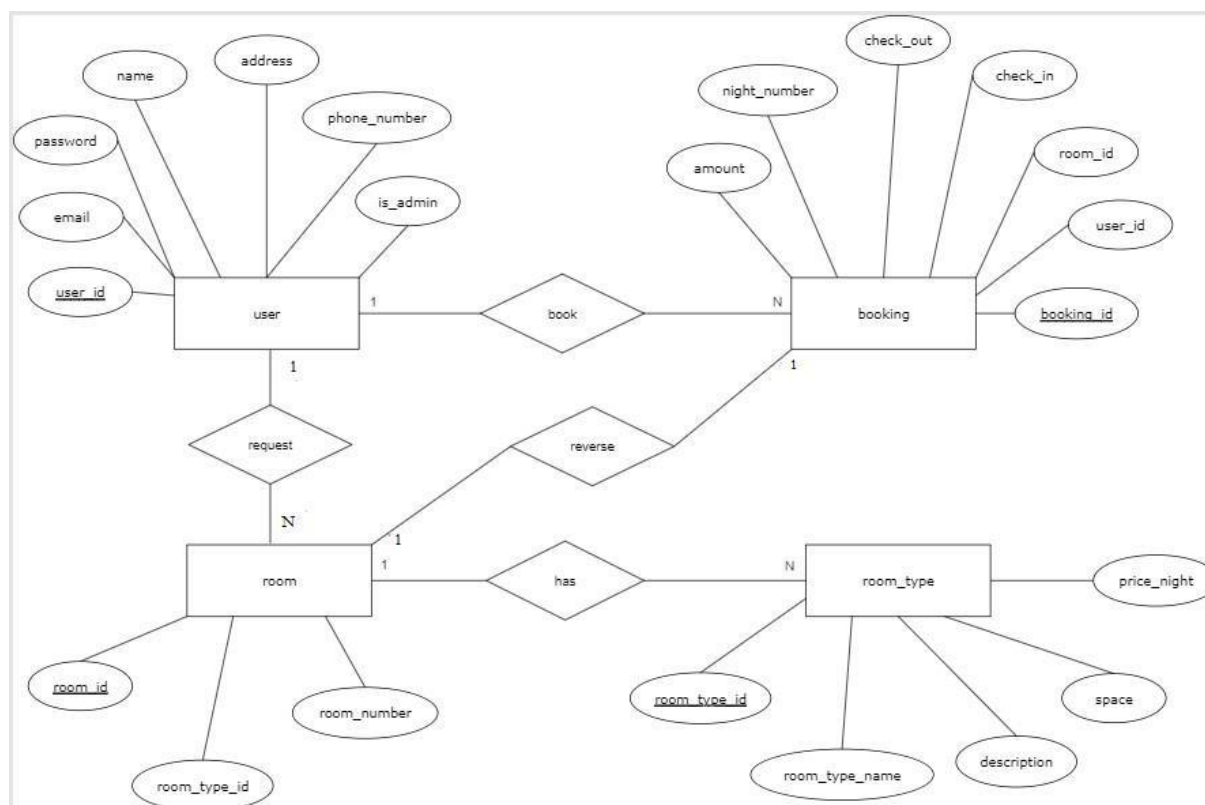 check_out
address
name
check_in
night_number
phone_number
password
room_id
amount
is_admin
email
user_id
user_id
booking_id
1
N
user
book
booking
1
1
request
reverse
N
1
1
N
room
has
room_type
price_night
room_id
room_type_id
space
room_number
description
room_type_name
room_type_id